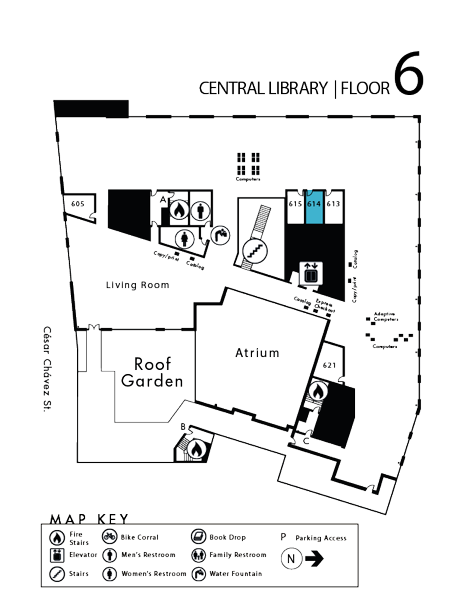 CENTRAL LIBRARY | FLOOR 6
Computers
605
A
615 614 613
Copy/print
Catalog
Catalog
Copy/print
Living Room
Catalog
Express
Checkout
Adaptive
Computers
Computers
César Chávez St.
Roof
Garden
Atrium
621
B
C
MAP KEY
Fire
Stairs
Bike Corral
Book Drop
P Parking Access
Elevator
Men's Restroom
Family Restroom
N
Stairs
Women's Restroom
Water Fountain